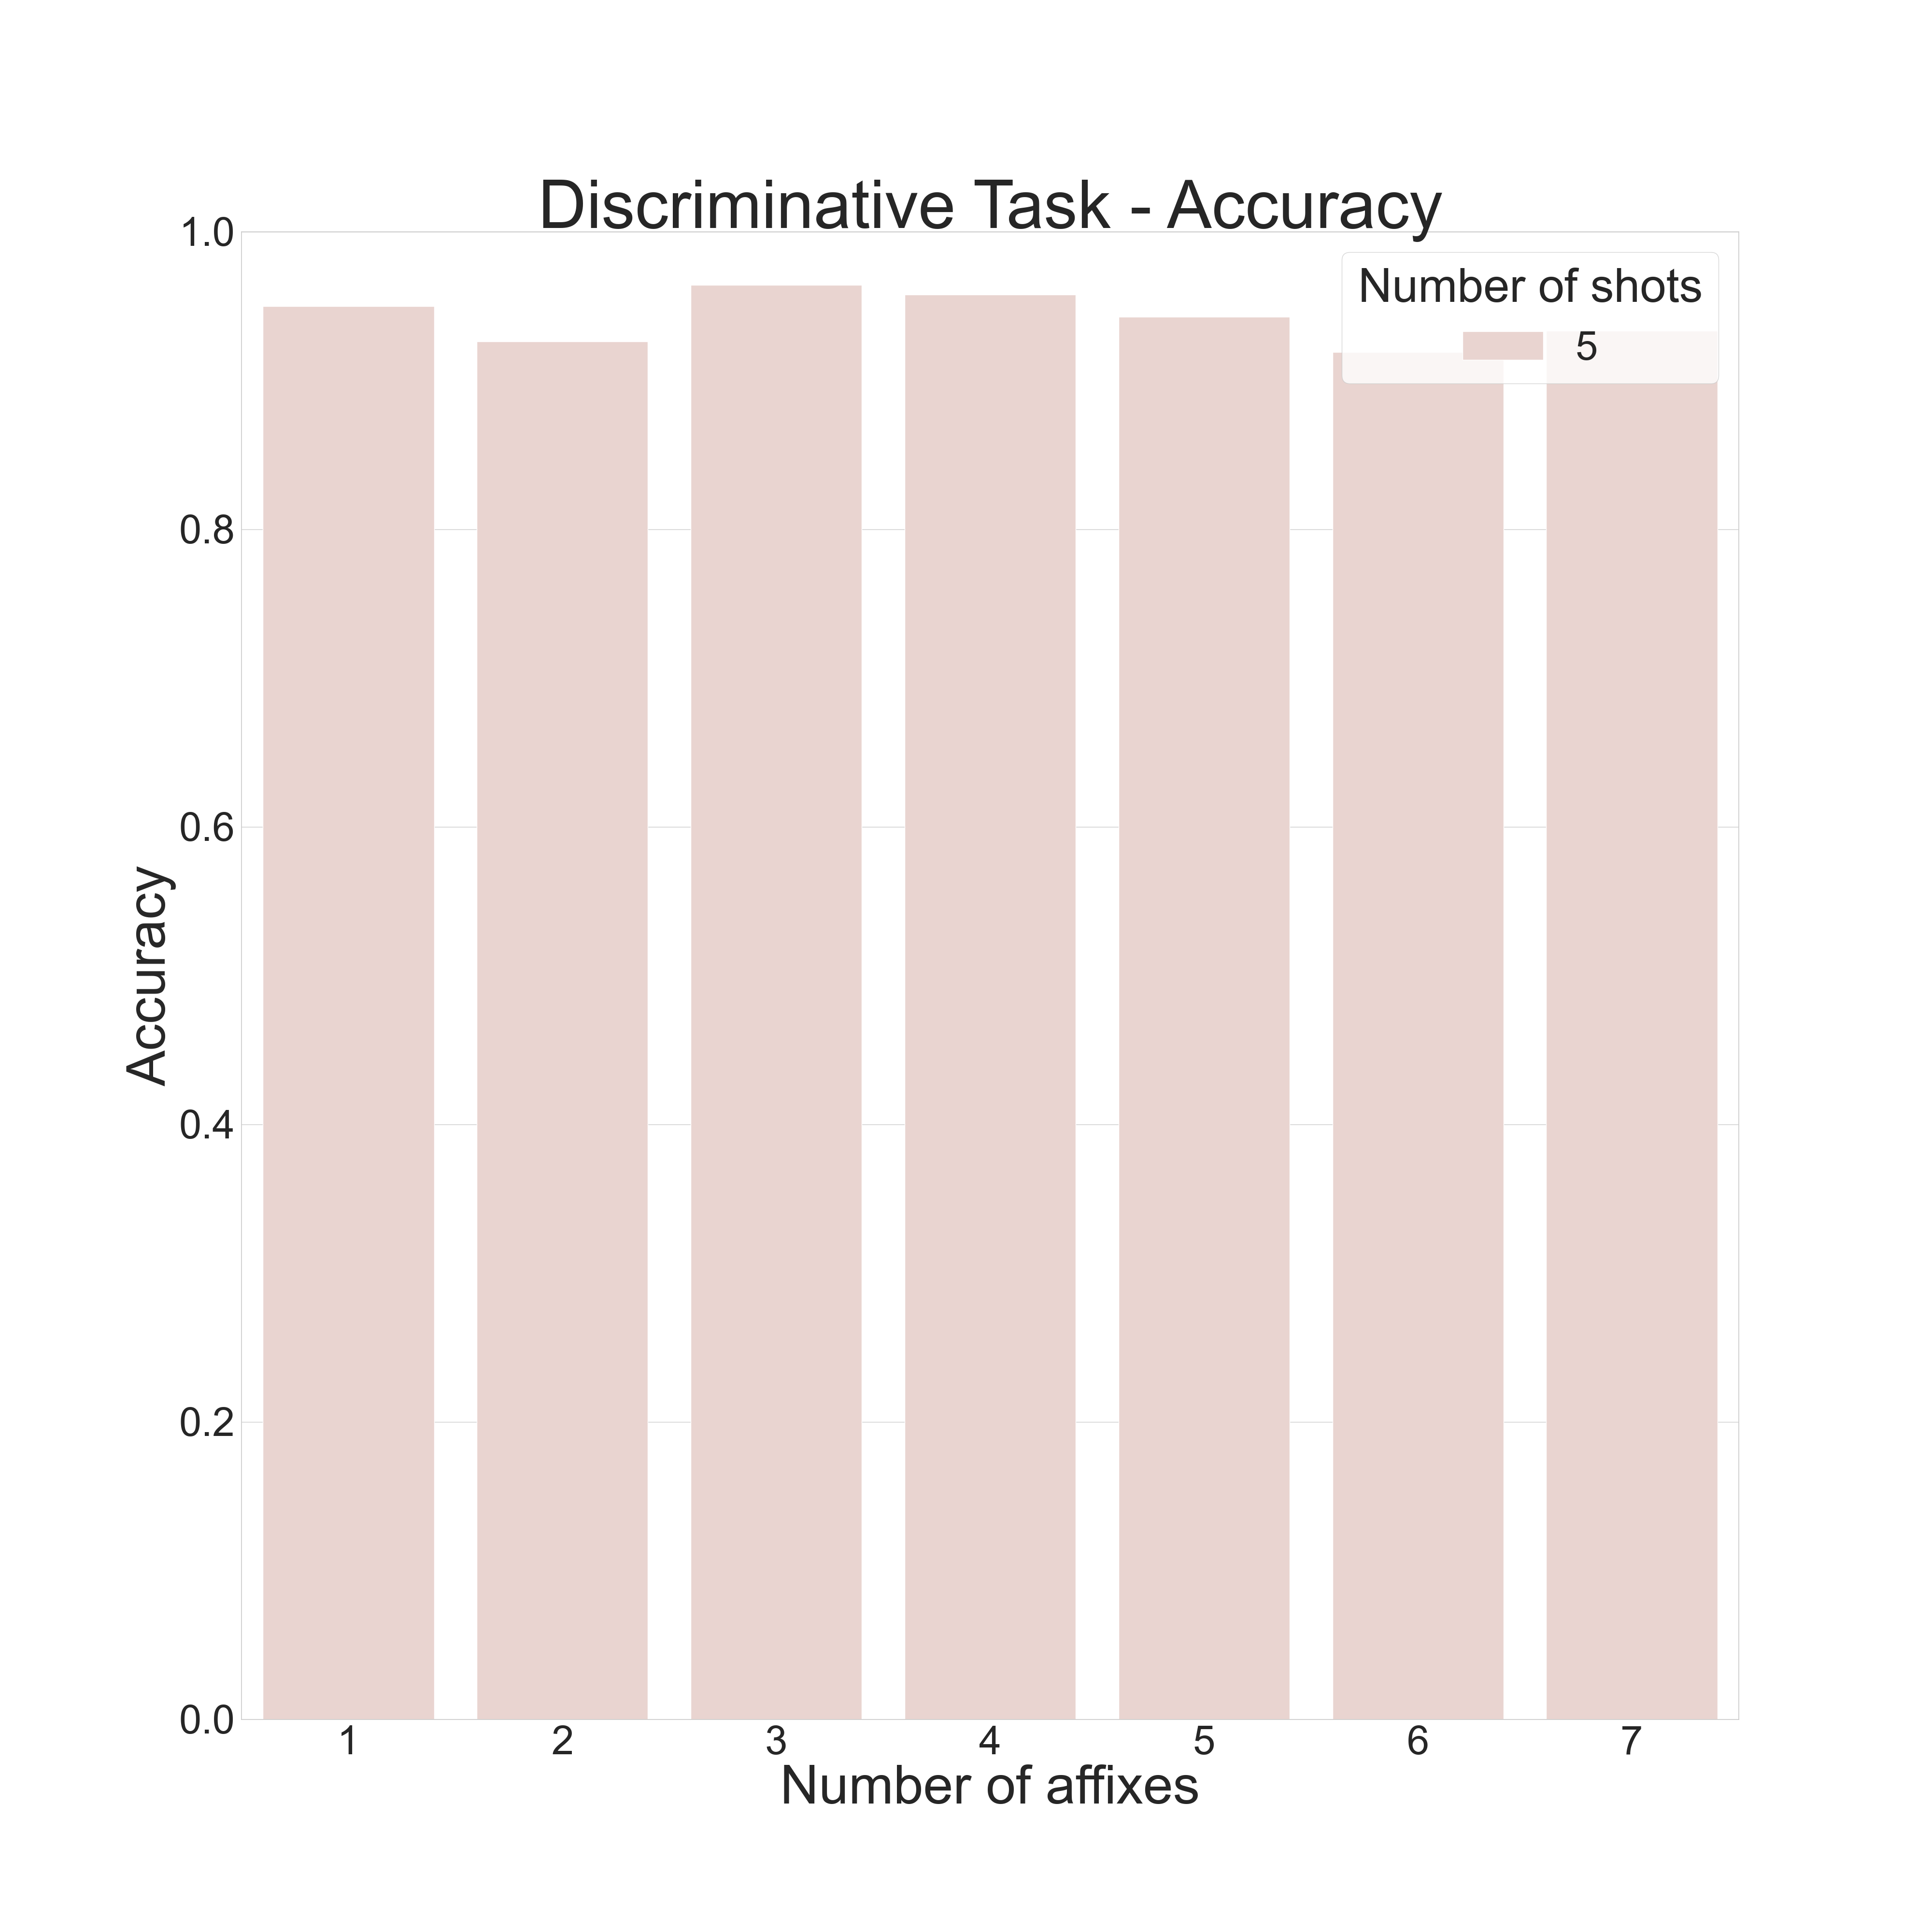 Discriminative Task - Accuracy
1.0
0.8
0.6
0.4
0.2
0.0
Accuracy
Number of shots
5
1 2 3 4 5 6 7
Number of affixes